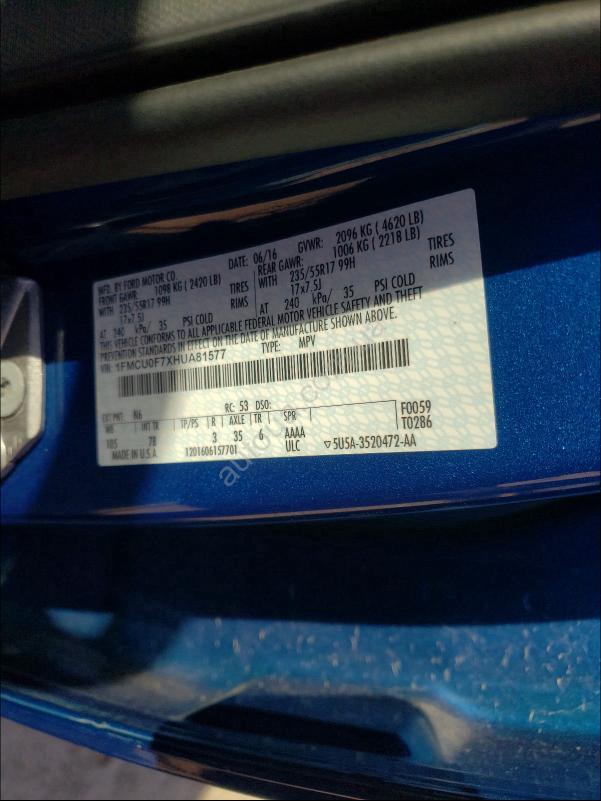 MFD. BY FORD MOTOR CO.
DATE: 06/16 GVWR: 2096 KG ( 4620 LB)
FRONT GAWR: 1098 KG ( 2420 LB) REAR GAWR: 1006 KG ( 2218 LB)
WITH 235/55R17 99H TIRES WITH 235/55R17 99H TIRES
17x7.5J RIMS 17x7.5J RIMS
AT 240 kPa/ 35 PSI COLD AT 240 kPa/ 35 PSI COLD
THIS VEHICLE CONFORMS TO ALL APPLICABLE FEDERAL MOTOR VEHICLE SAFETY AND THEFT
PREVENTION STANDARDS IN EFFECT ON THE DATE OF MANUFACTURE SHOWN ABOVE.
VIN: 1FMCU0F7XHUA81577 TYPE: MPV
EXT PNT: N6 RC: 53 DSO: F0059
WB INT TR TP/PS R AXLE TR SPR T0286
105 78 3 35 6 AAAA
MADE IN U.S.A 1201606157701 ULC ▽5U5A-3520472-AA